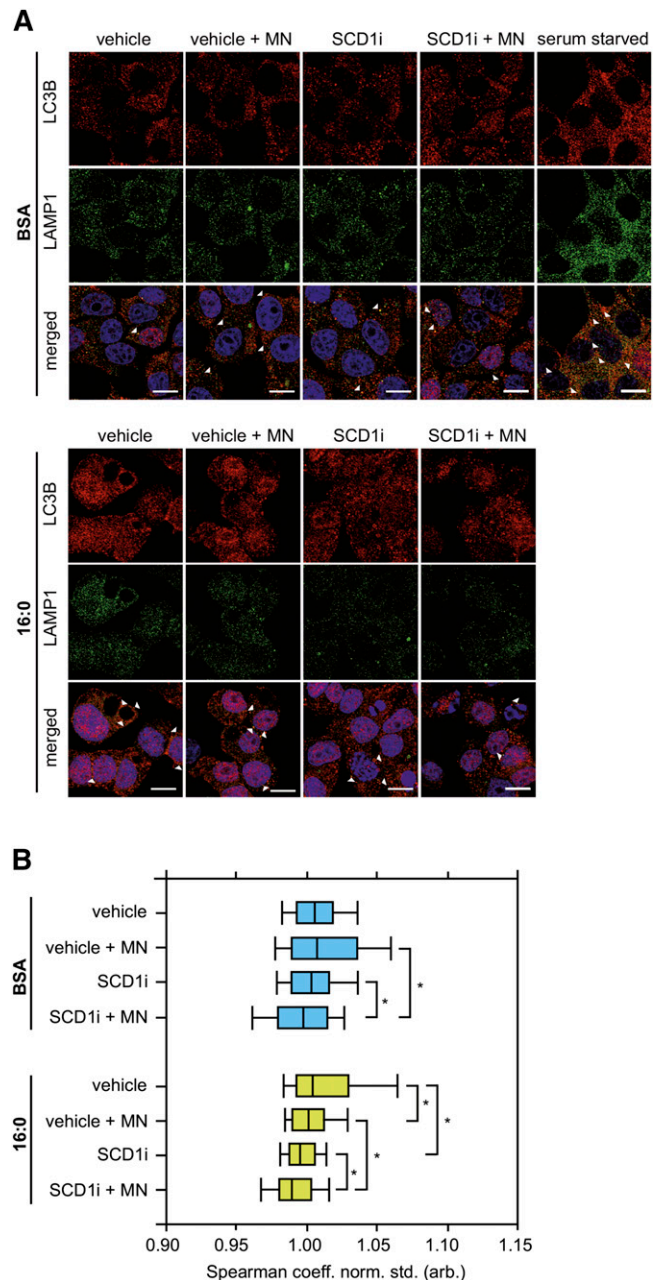 A
vehicle vehicle + MN SCD1i SCD1i + MN serum starved
BSA
LC3B
LAMP1
merged
vehicle vehicle + MN SCD1i SCD1i + MN
16:0
LC3B
LAMP1
merged
B
BSA
vehicle
vehicle + MN
SCD1i
SCD1i + MN
*
*
16:0
vehicle
vehicle + MN
SCD1i
SCD1i + MN
*
*
*
*
0.90 0.95 1.00 1.05 1.10 1.15
Spearman coeff. norm. std. (arb.)